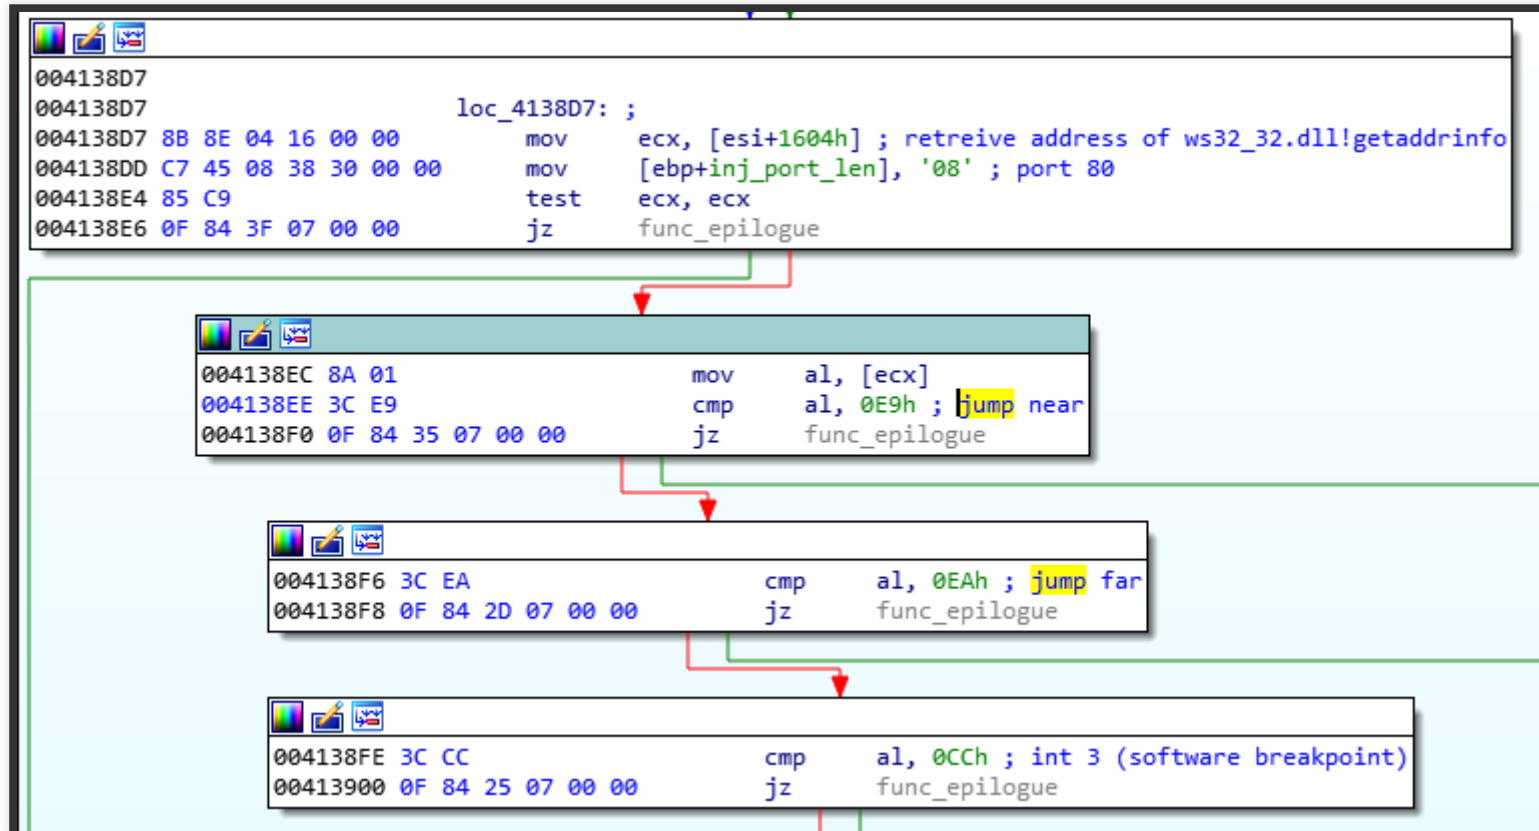 004138D7
004138D7 loc_4138D7: ;
004138D7 8B 8E 04 16 00 00 mov ecx, [esi+1604h] ; retreive address of ws32_32.dll!getaddrinfo
004138DD C7 45 08 38 30 00 00 mov [ebp+inj_port_len], '08' ; port 80
004138E4 85 C9 test ecx, ecx
004138E6 0F 84 3F 07 00 00 jz func_epilogue
004138EC 8A 01 mov al, [ecx]
004138EE 3C E9 cmp al, 0E9h ; jump near
004138F0 0F 84 35 07 00 00 jz func_epilogue
004138F6 3C EA cmp al, 0EAh ; jump far
004138F8 0F 84 2D 07 00 00 jz func_epilogue
004138FE 3C CC cmp al, 0CCh ; int 3 (software breakpoint)
00413900 0F 84 25 07 00 00 jz func_epilogue